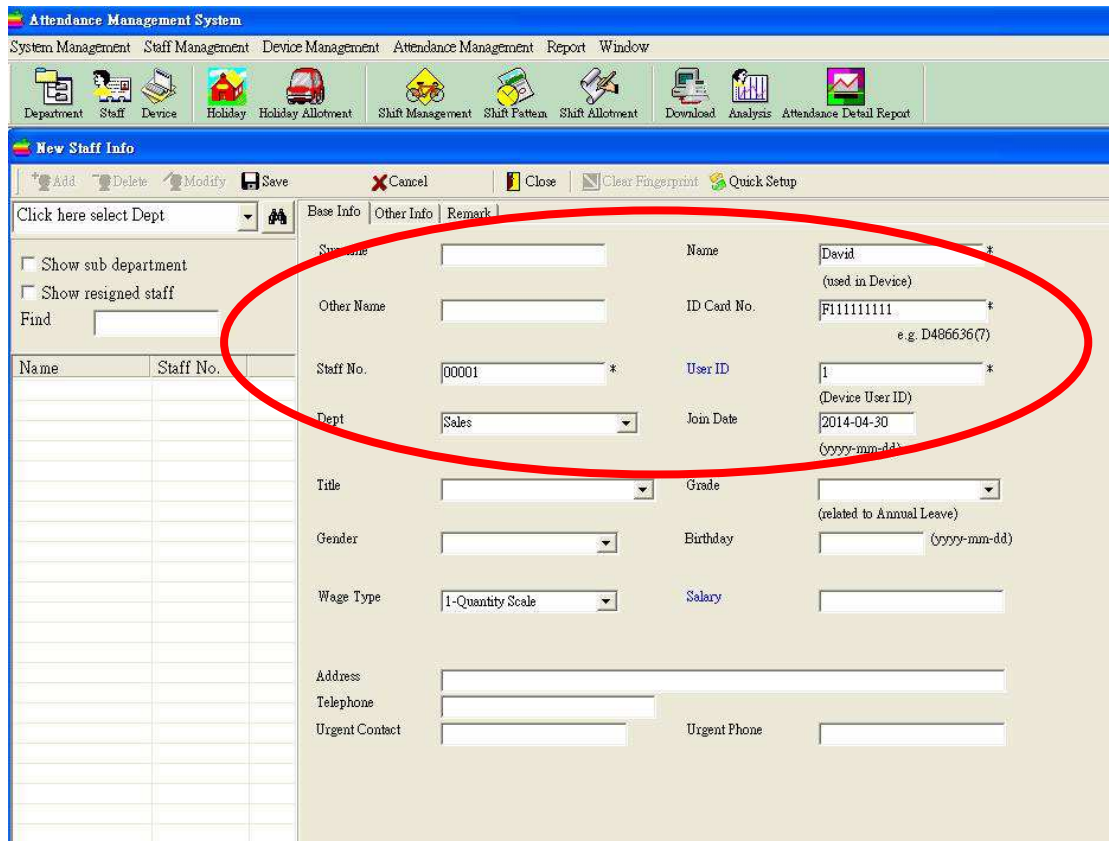 Attendance Management System
System Management Staff Management Device Management Attendance Management Report Window
Department Staff Device Holiday Holiday Allotment Shift Management Shift Pattern Shift Allotment Download Analysis Attendance Detail Report
New Staff Info
Add Delete Modify Save Cancel Close Clear Fingerprint Quick Setup
Click here select Dept
Base Info Other Info Remark
Show sub department
Show resigned staff
Find
Name Staff No.
Name David *
(used in Device)
Other Name ID Card No. F111111111 *
e.g. D486636(7)
Staff No. 00001 * User ID 1 *
(Device User ID)
Dept Sales Join Date 2014-04-30
(yyyy-mm-dd)
Title Grade
(related to Annual Leave)
Gender Birthday (yyyy-mm-dd)
Wage Type 1-Quantity Scale Salary
Address
Telephone
Urgent Contact Urgent Phone